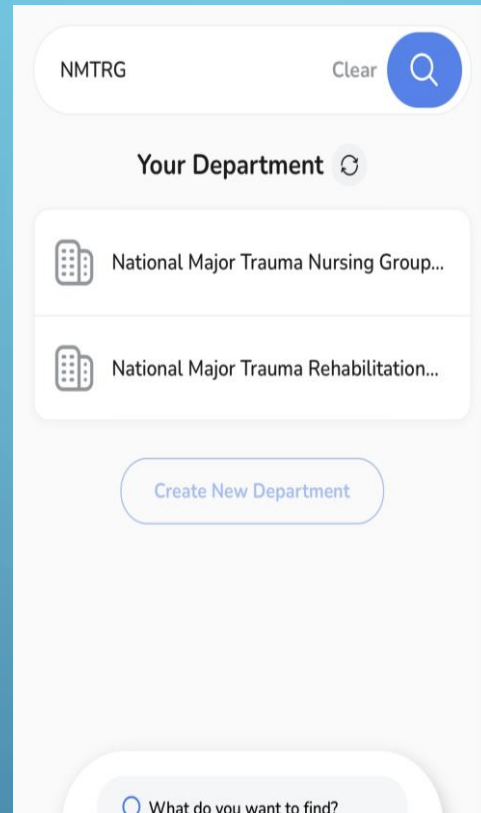 NMTRG Clear
Your Department
National Major Trauma Nursing Group...
National Major Trauma Rehabilitation...
Create New Department
What do you want to find?